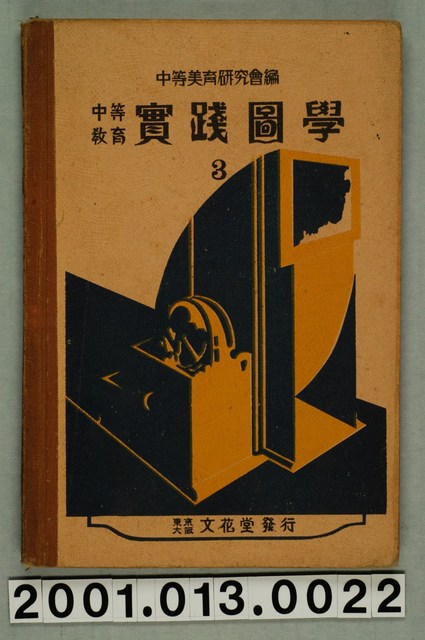 中等美育研究會編
中等教育 實踐圖學
3
東京 大阪 文花堂發行
2001.013.0022